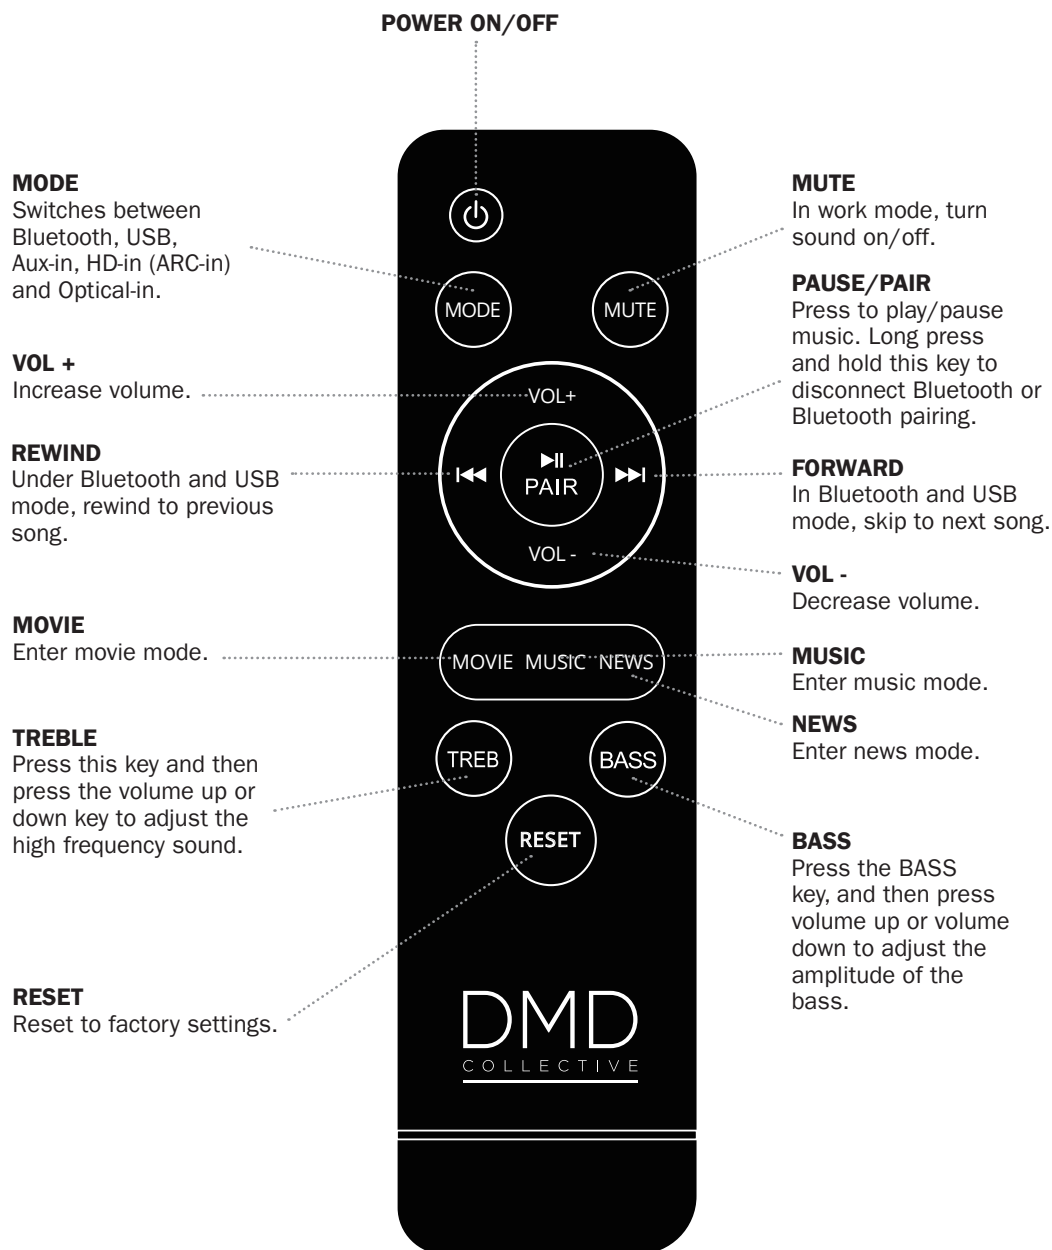 POWER ON/OFF
MODE
Switches between
Bluetooth, USB,
Aux-in, HD-in (ARC-in)
and Optical-in.
VOL +
Increase volume.
REWIND
Under Bluetooth and USB
mode, rewind to previous
song.
MOVIE
Enter movie mode.
TREBLE
Press this key and then
press the volume up or
down key to adjust the
high frequency sound.
RESET
Reset to factory settings.
MODE
MUTE
VOL+
PAIR
VOL -
MOVIE MUSIC NEWS
TREB
BASS
RESET
DMD
COLLECTIVE
MUTE
In work mode, turn
sound on/off.
PAUSE/PAIR
Press to play/pause
music. Long press
and hold this key to
disconnect Bluetooth or
Bluetooth pairing.
FORWARD
In Bluetooth and USB
mode, skip to next song.
VOL -
Decrease volume.
MUSIC
Enter music mode.
NEWS
Enter news mode.
BASS
Press the BASS
key, and then press
volume up or volume
down to adjust the
amplitude of the
bass.